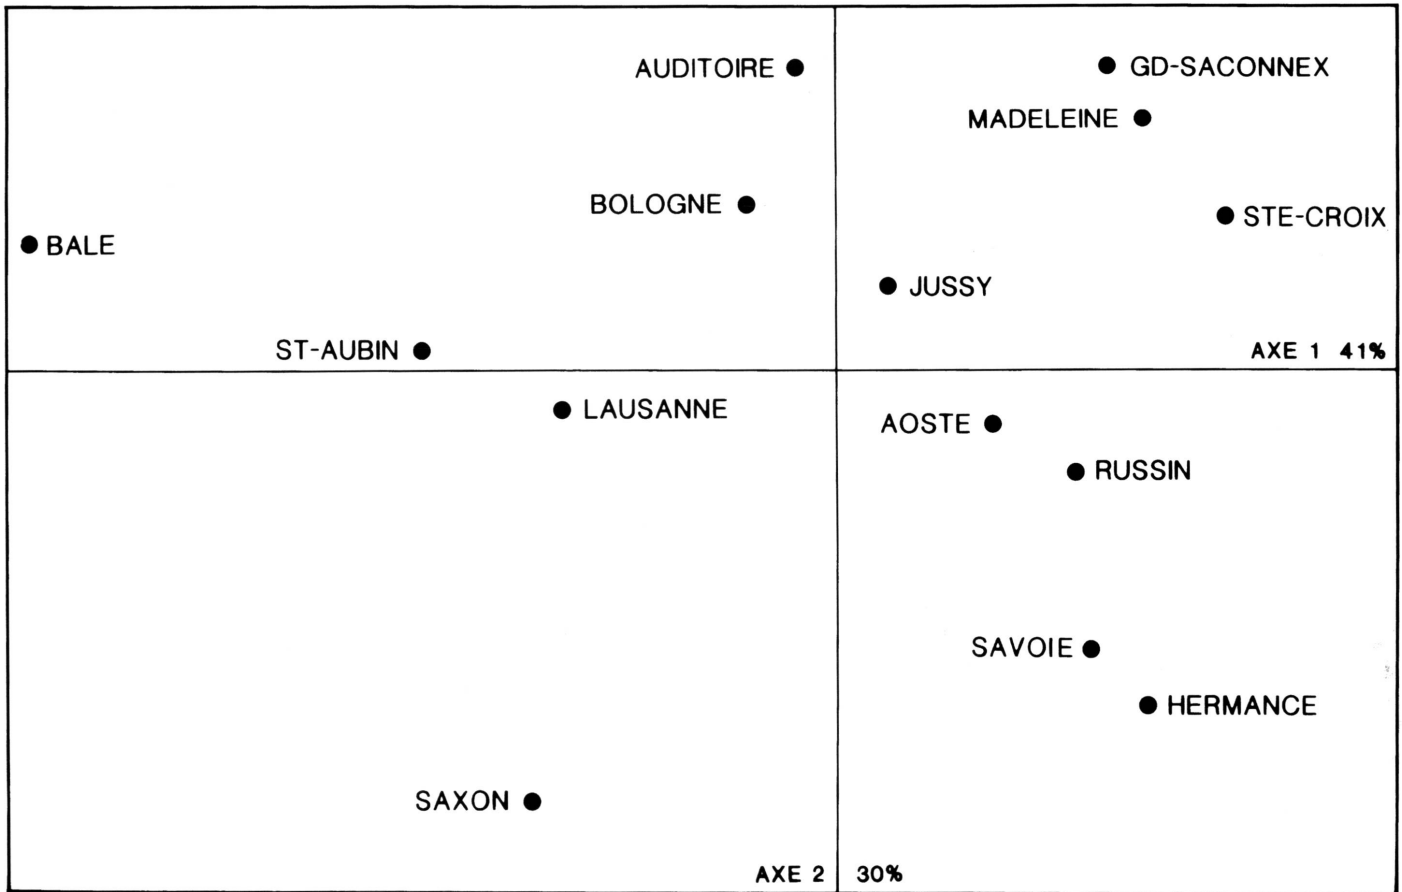 AUDITOIRE
GD-SACONNEX
MADELEINE
BOLOGNE
STE-CROIX
BALE
JUSSY
ST-AUBIN
AXE 1 41%
LAUSANNE
AOSTE
RUSSIN
SAVOIE
HERMANCE
SAXON
AXE 2 30%